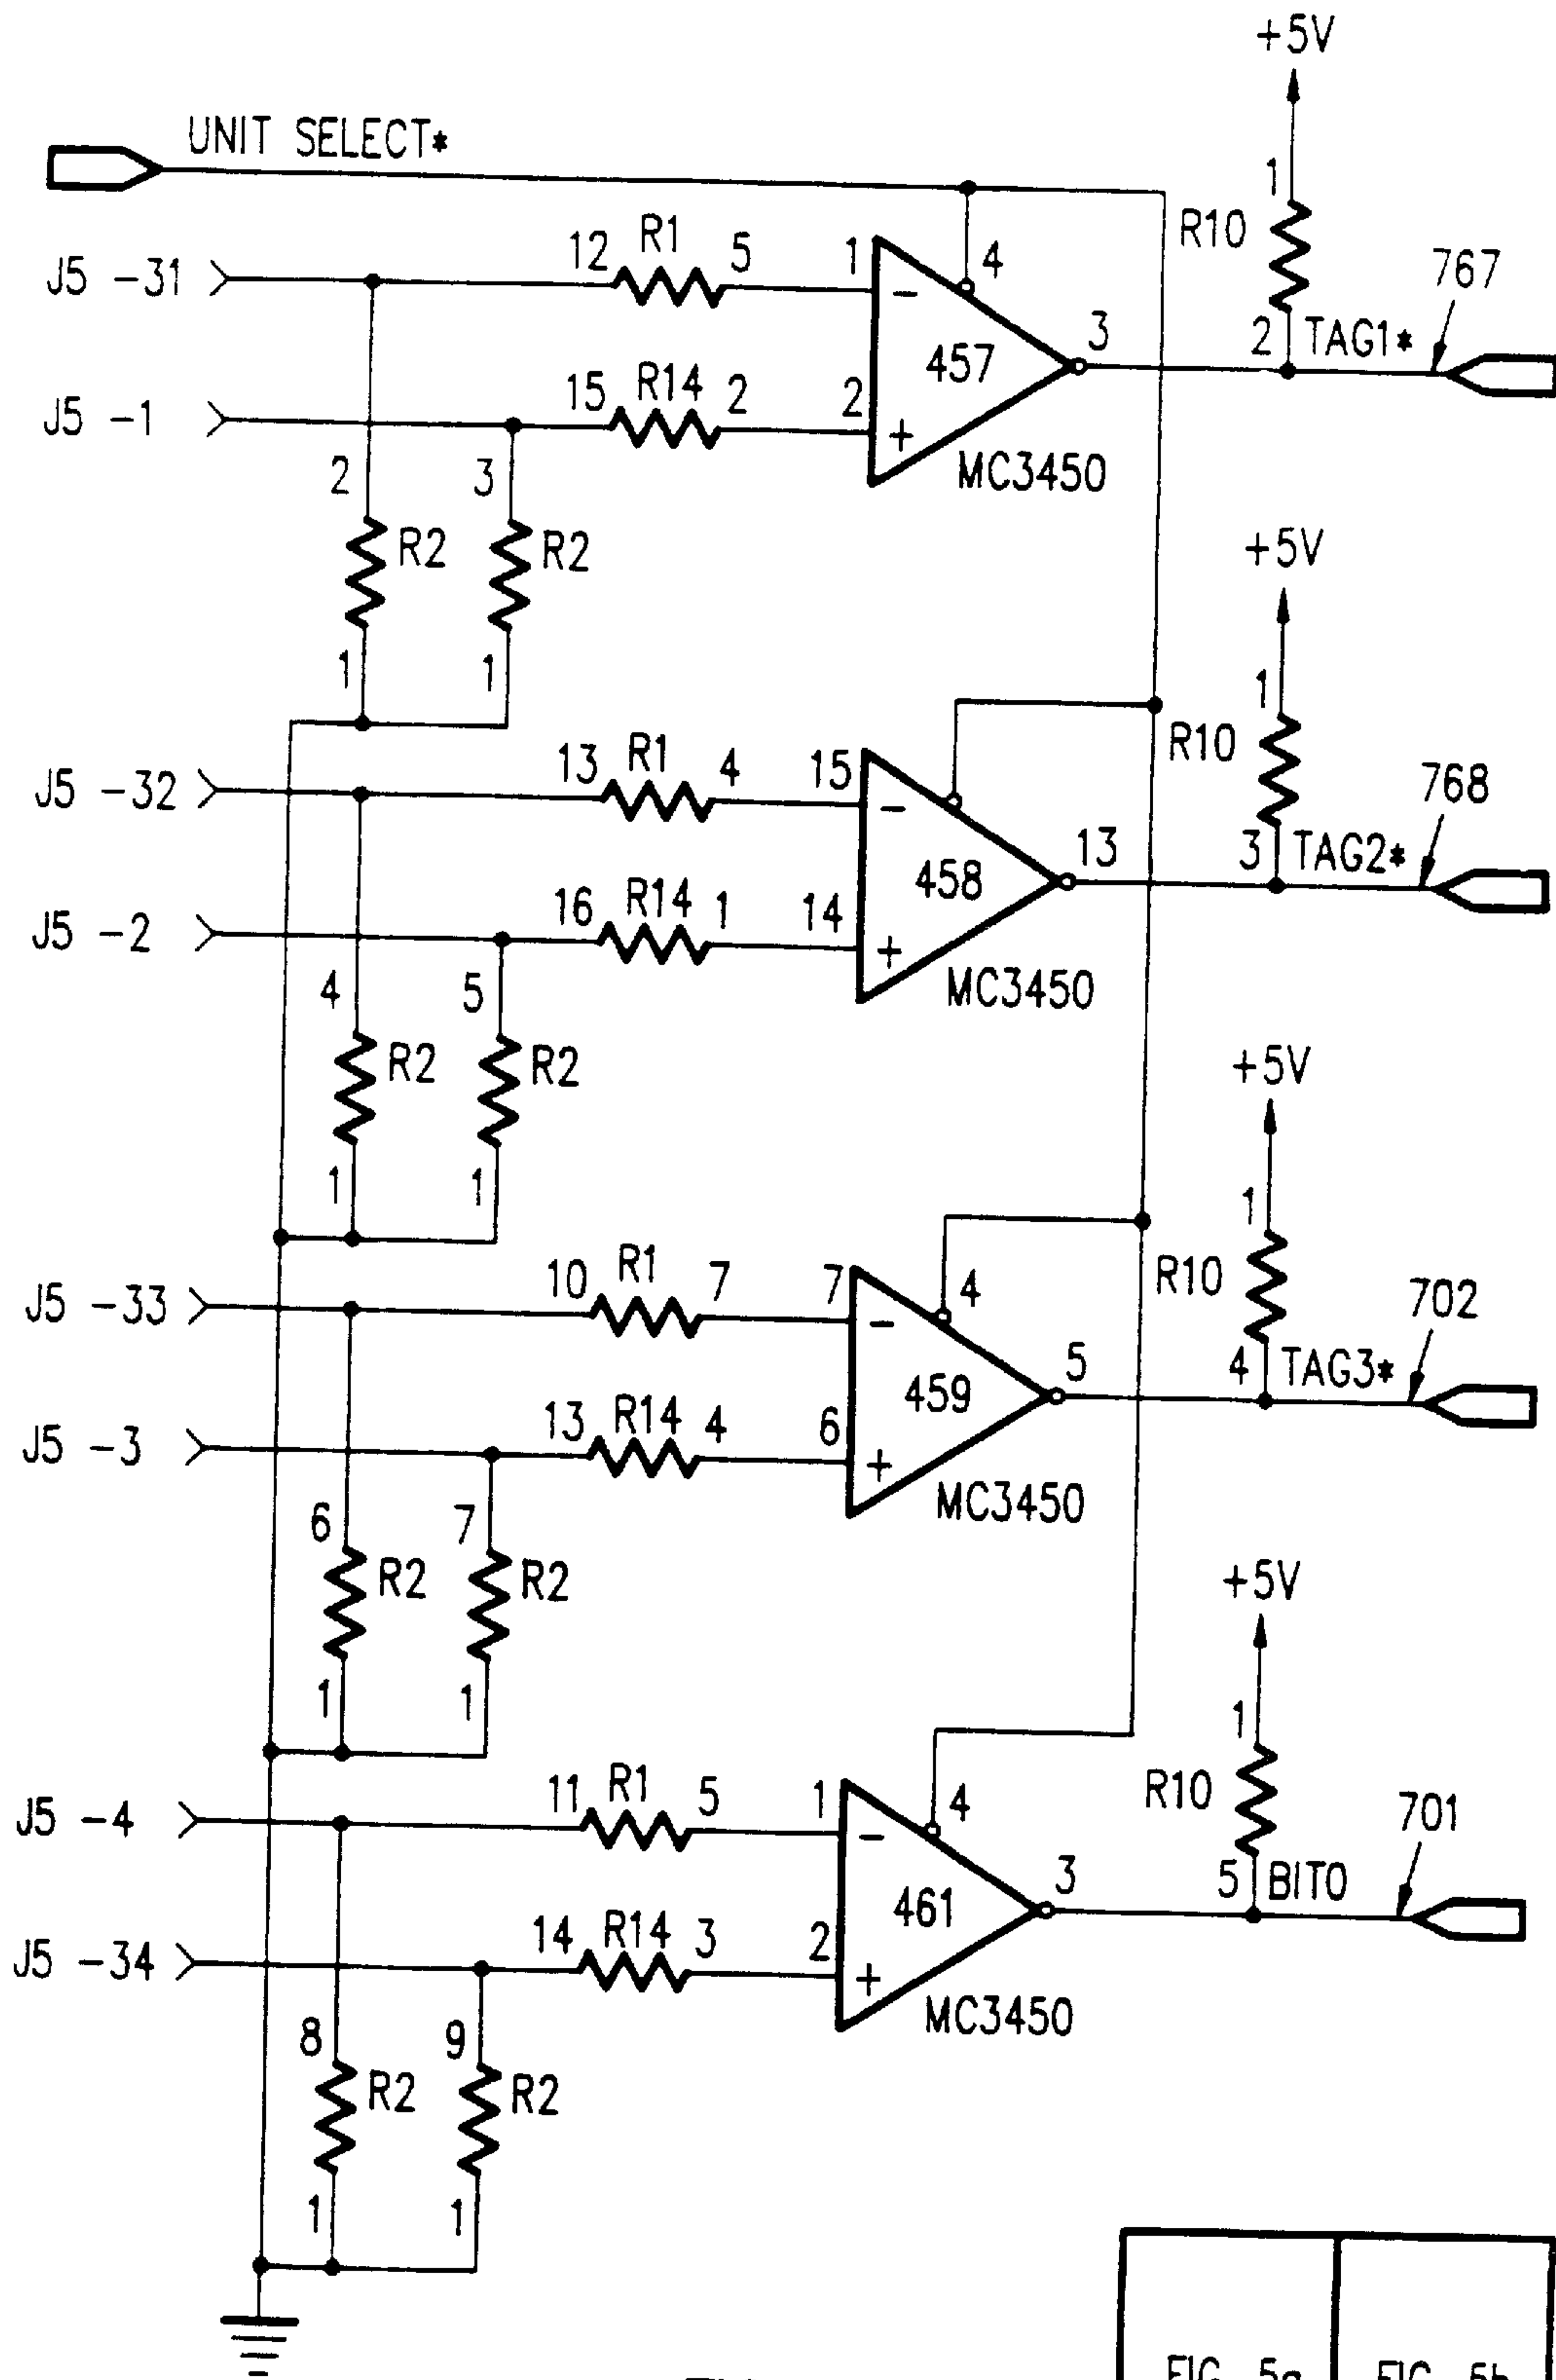 +5V
UNIT SELECT*
1
R10
J5 -31
12 R1 5
1
-
4
767
457
3
2 TAG1*
J5 -1
15 R14 2
2
+
MC3450
2
3
R2
R2
+5V
1
1
1
R10
J5 -32
13 R1 4
15
-
768
458
13
3 TAG2*
J5 -2
16 R14 1
14
+
MC3450
4
5
R2
R2
+5V
1
1
1
R10
J5 -33
10 R1 7
7
-
4
702
459
5
4 TAG3*
J5 -3
13 R14 4
6
+
MC3450
6
7
R2
R2
+5V
1
1
1
R10
J5 -4
11 R1 5
1
-
4
701
461
3
5 BIT0
J5 -34
14 R14 3
2
+
MC3450
8
9
R2
R2
1
1
FIG. 5a
FIG. 5b